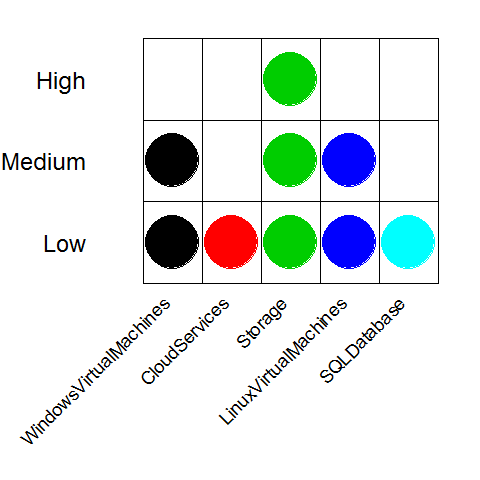 High
Medium
Low
WindowsVirtualMachines
CloudServices
Storage
LinuxVirtualMachines
SQLDatabase